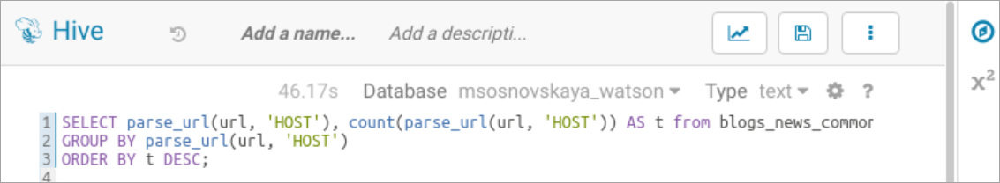 Hive Add a name... Add a descripti...
46.17s Database msosnovskaya_watson Type text ?
x²
1 SELECT parse_url(url, 'HOST'), count(parse_url(url, 'HOST')) AS t from blogs_news_commor
2 GROUP BY parse_url(url, 'HOST')
3 ORDER BY t DESC;
4